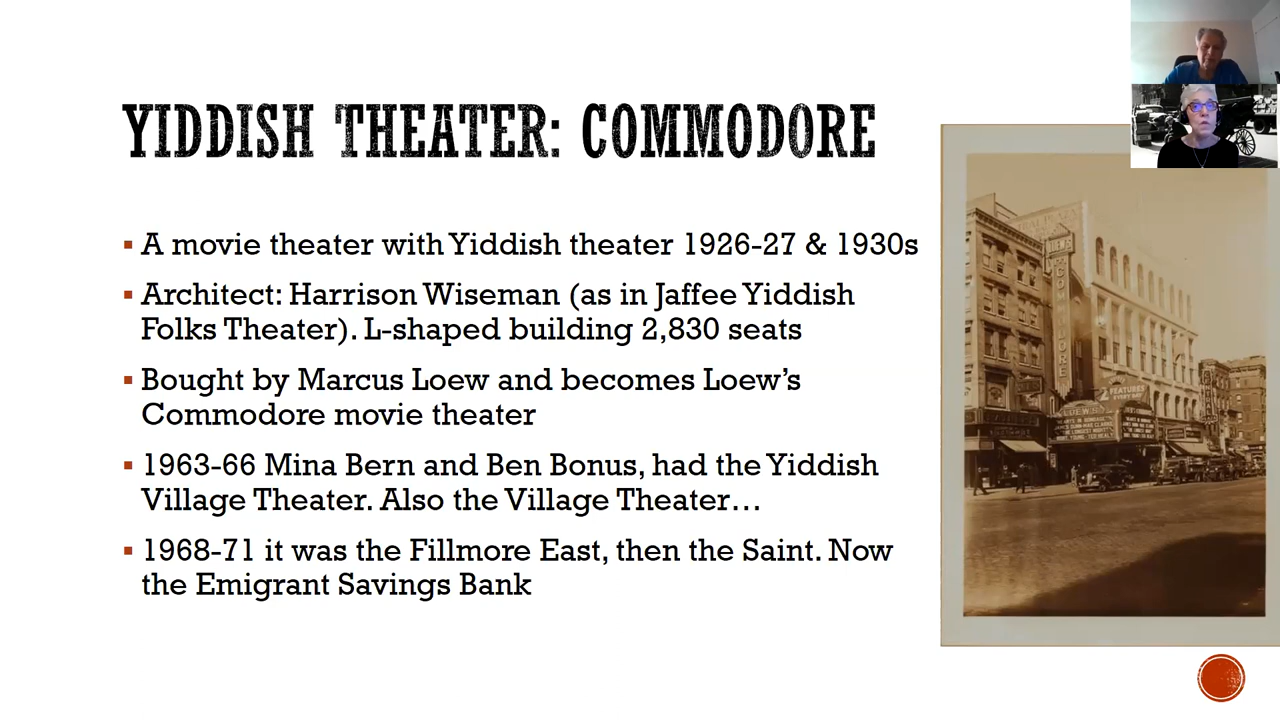 YIDDISH THEATER: COMMODORE
A movie theater with Yiddish theater 1926-27 & 1930s
Architect: Harrison Wiseman (as in Jaffee Yiddish
Folks Theater). L-shaped building 2,830 seats
Bought by Marcus Loew and becomes Loew's
Commodore movie theater
1963-66 Mina Bern and Ben Bonus, had the Yiddish
Village Theater. Also the Village Theater…
1968-71 it was the Fillmore East, then the Saint. Now
the Emigrant Savings Bank
LOEW'S
COMMODORE
2 FEATURES
LOEW'S